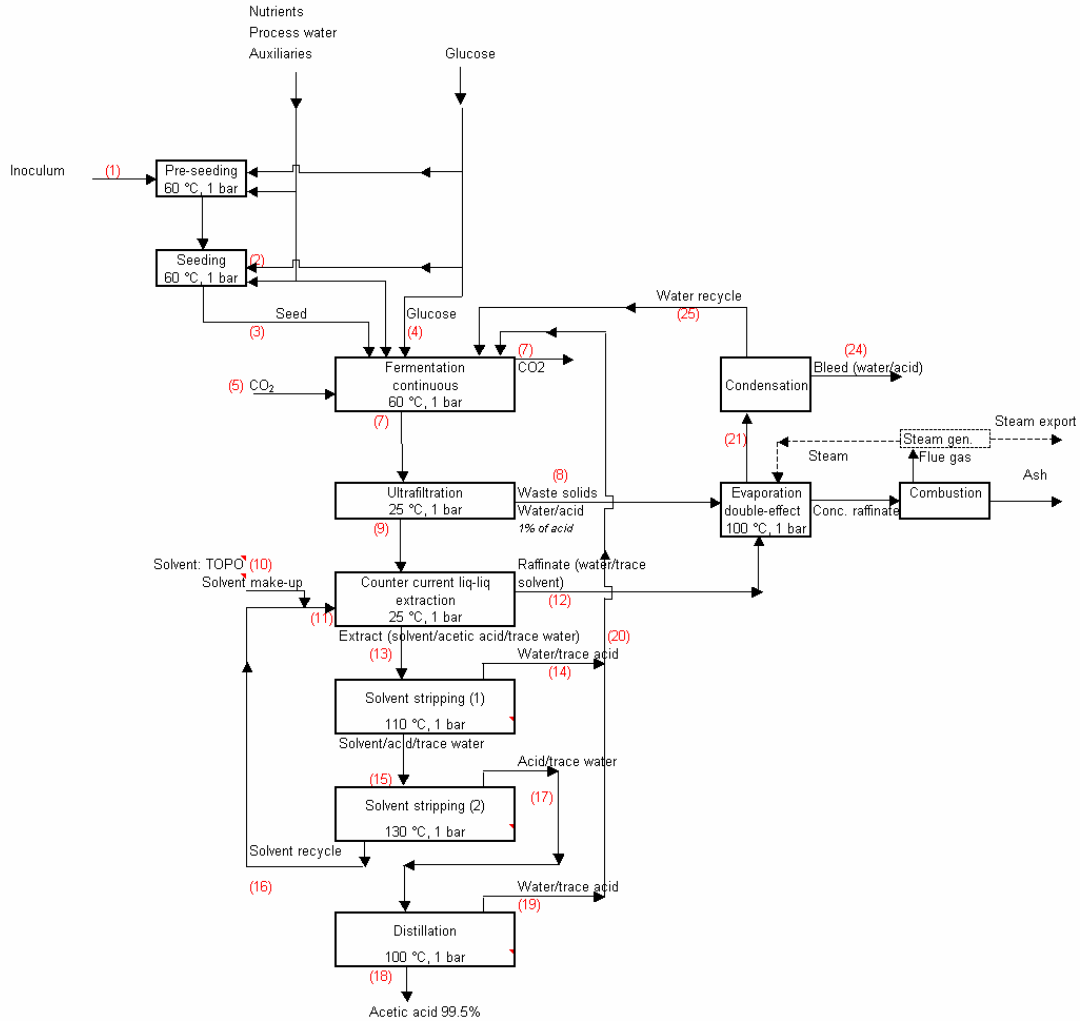 Nutrients
Process water
Auxiliaries
Glucose
Inoculum
(1)
Pre-seeding
60 °C, 1 bar
Seeding
60 °C, 1 bar
(2)
Seed
(3)
Glucose
(4)
Water recycle
(25)
(5) CO₂
Fermentation
continuous
60 °C, 1 bar
(7)
CO2
(7)
Condensation
(24)
Bleed (water/acid)
(21)
Steam export
Steam gen.
Steam
Flue gas
Ultrafiltration
25 °C, 1 bar
(8)
Waste solids
Water/acid
1% of acid
(9)
Evaporation
double-effect
100 °C, 1 bar
Conc. raffinate
Combustion
Ash
Solvent: TOPO (10)
Solvent make-up
(11)
Counter current liq-liq
extraction
25 °C, 1 bar
Raffinate (water/trace
solvent)
(12)
Extract (solvent/acetic acid/trace water)
(20)
(13)
Water/trace acid
(14)
Solvent stripping (1)
110 °C, 1 bar
Solvent/acid/trace water
Acid/trace water
(15)
(17)
Solvent stripping (2)
130 °C, 1 bar
Solvent recycle
(16)
Water/trace acid
(19)
Distillation
100 °C, 1 bar
(18)
Acetic acid 99.5%